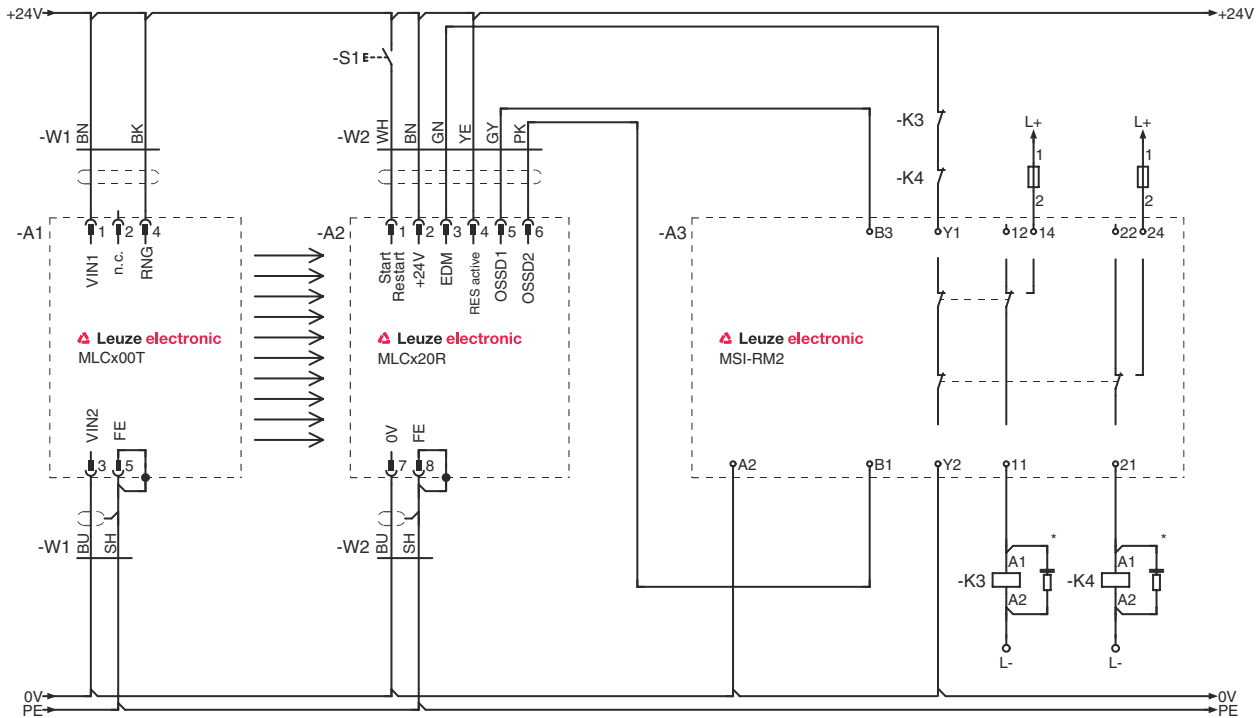 +24V
+24V
-S1
-W1
BN
BK
-W2
WH
BN
GN
YE
GY
PK
-K3
-K4
L+
L+
1
2
1
2
-A1
1
2
4
VIN1
n.c.
RNG
-A2
1
2
3
4
5
6
Start
Restart
+24V
EDM
RES active
OSSD1
OSSD2
-A3
B3
Y1
12
14
22
24
Leuze electronic
MLCx00T
Leuze electronic
MLCx20R
Leuze electronic
MSI-RM2
VIN2
FE
3
5
0V
FE
7
8
A2
B1
Y2
11
21
-W1
BU
SH
-W2
BU
SH
-K3
A1
A2
*
-K4
A1
A2
*
L-
L-
0V
PE
0V
PE